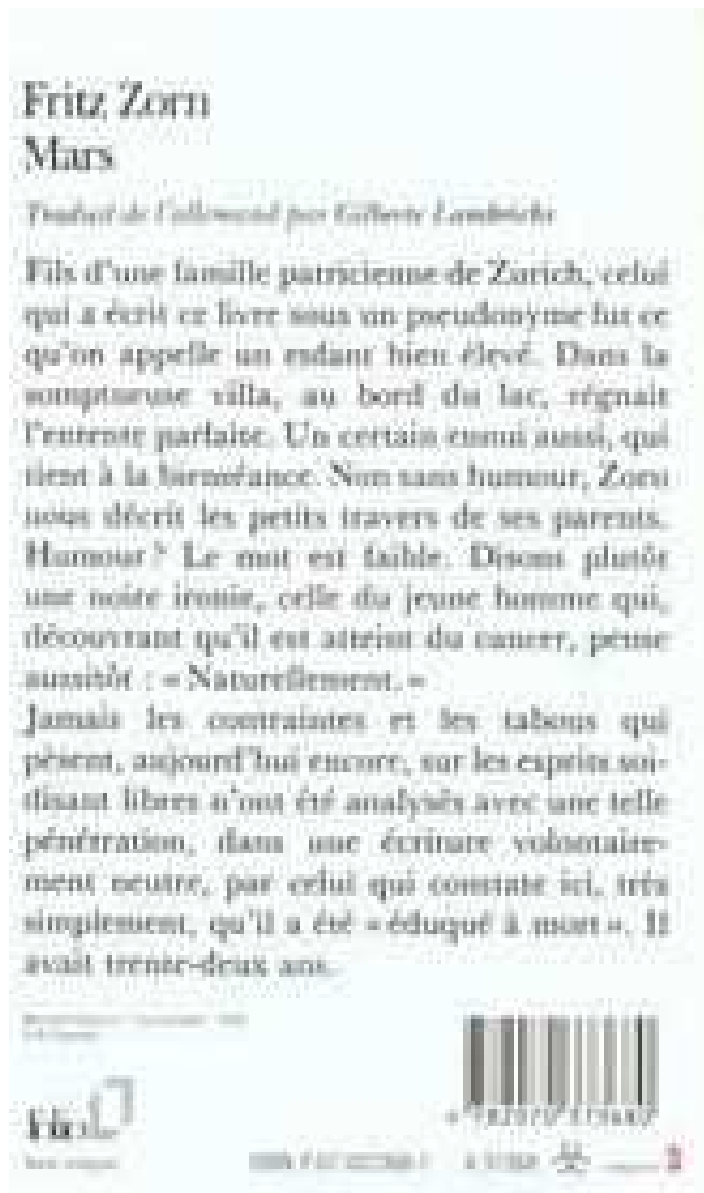 Fritz Zorn
Mars
Traduit de l'allemand par Gilberte Lambrichs
Fils d'une famille patricienne de Zurich, celui
qui a écrit ce livre sous un pseudonyme fut ce
qu'on appelle un enfant bien élevé. Dans la
somptueuse villa, au bord du lac, régnait
l'entente parfaite. Un certain ennui aussi, qui
tient à la bienséance. Non sans humour, Zorn
nous décrit les petits travers de ses parents.
Humour ? Le mot est faible. Disons plutôt
une noire ironie, celle du jeune homme qui,
découvrant qu'il est atteint du cancer, pense
aussitôt : « Naturellement. »
Jamais les contraintes et les tabous qui
pèsent, aujourd'hui encore, sur les esprits soi-
disant libres n'ont été analysés avec une telle
pénétration, dans une écriture volontaire-
ment neutre, par celui qui constate ici, très
simplement, qu'il a été « éduqué à mort ». Il
avait trente-deux ans.
folio